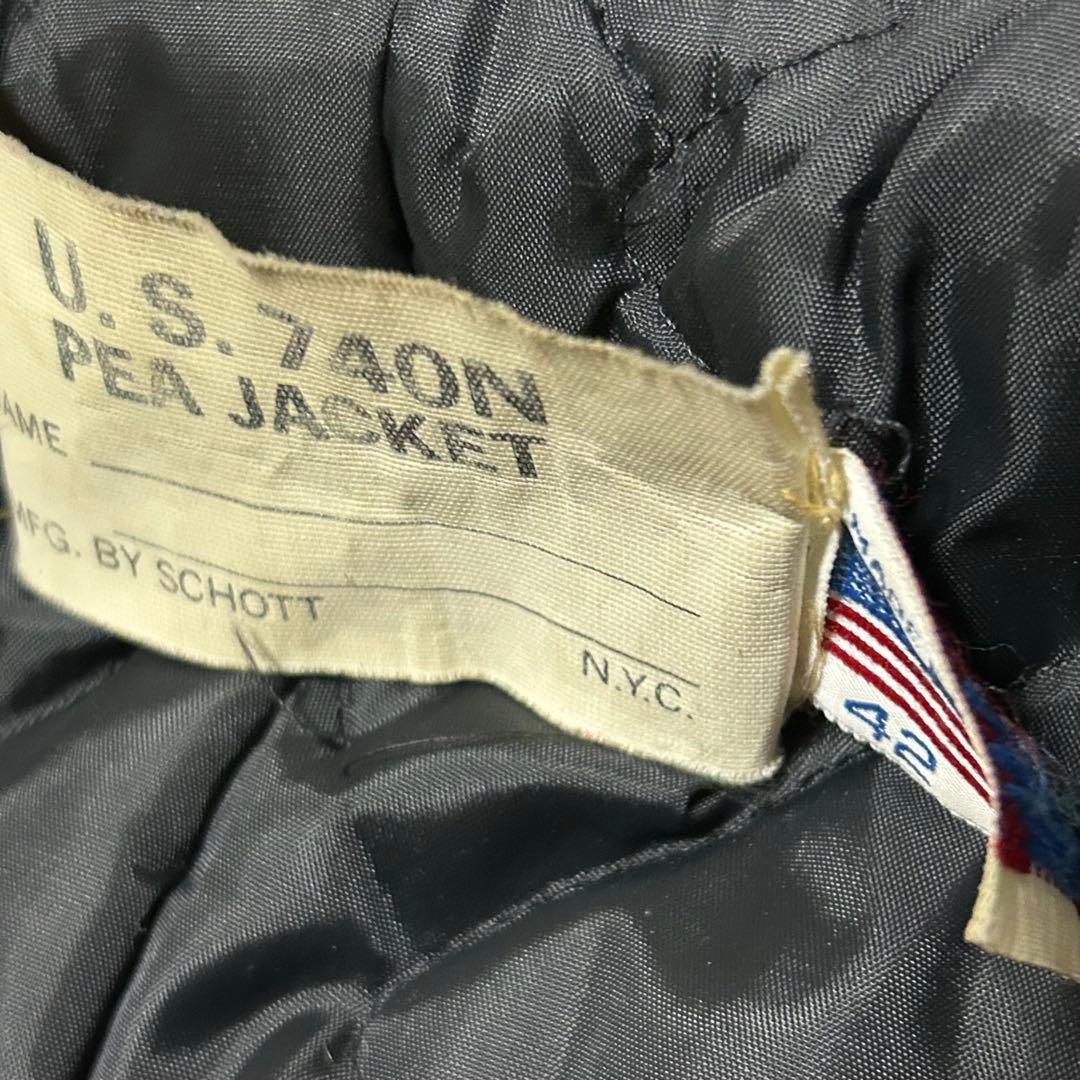 U. S. 740N
PEA JACKET
AME
MFG. BY SCHOTT
N.Y.C.
42